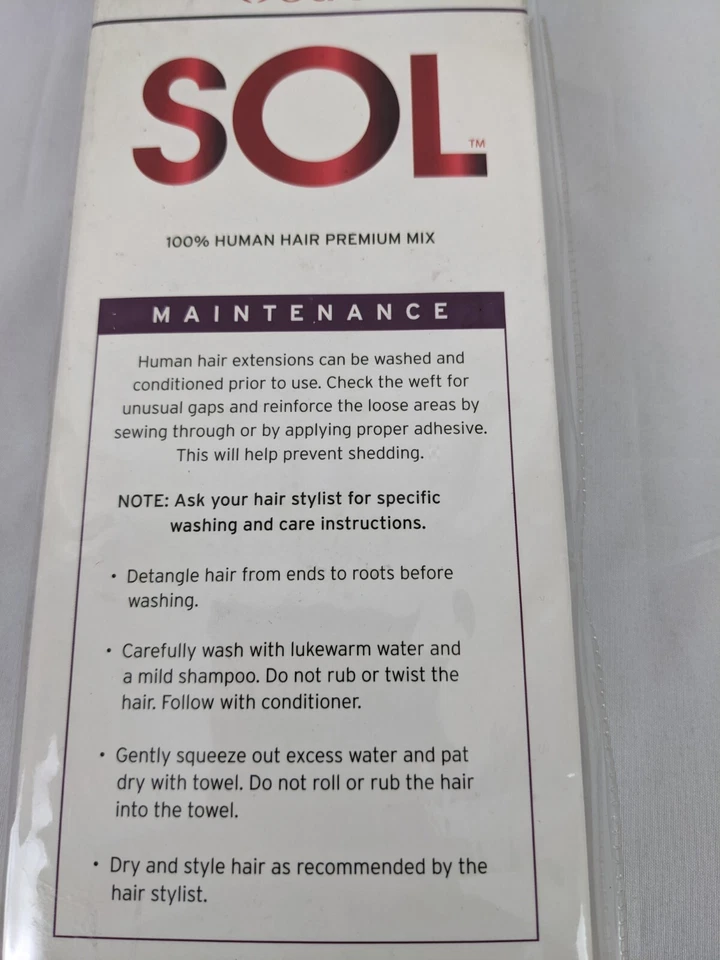 SOL™
100% HUMAN HAIR PREMIUM MIX
MAINTENANCE
Human hair extensions can be washed and
conditioned prior to use. Check the weft for
unusual gaps and reinforce the loose areas by
sewing through or by applying proper adhesive.
This will help prevent shedding.
NOTE: Ask your hair stylist for specific
washing and care instructions.
• Detangle hair from ends to roots before
washing.
• Carefully wash with lukewarm water and
a mild shampoo. Do not rub or twist the
hair. Follow with conditioner.
• Gently squeeze out excess water and pat
dry with towel. Do not roll or rub the hair
into the towel.
• Dry and style hair as recommended by the
hair stylist.